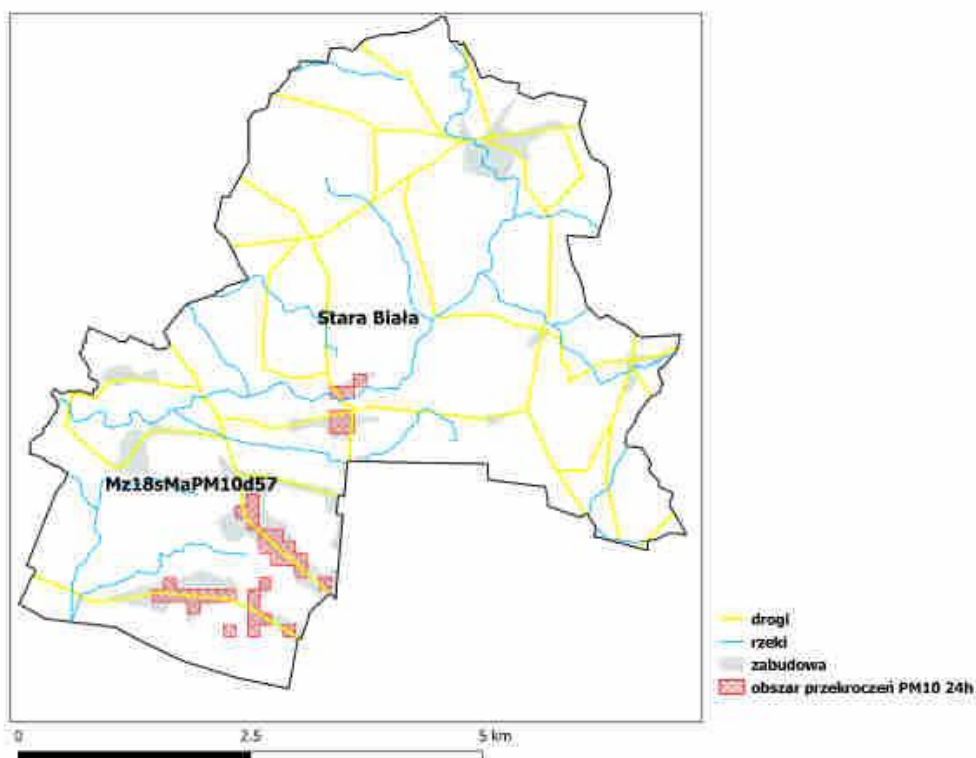 Stara Biała
Mz18sMaPM10d57
drogi
rzeki
zabudowa
obszar przekroczeń PM10 24h
0 2.5 5 km